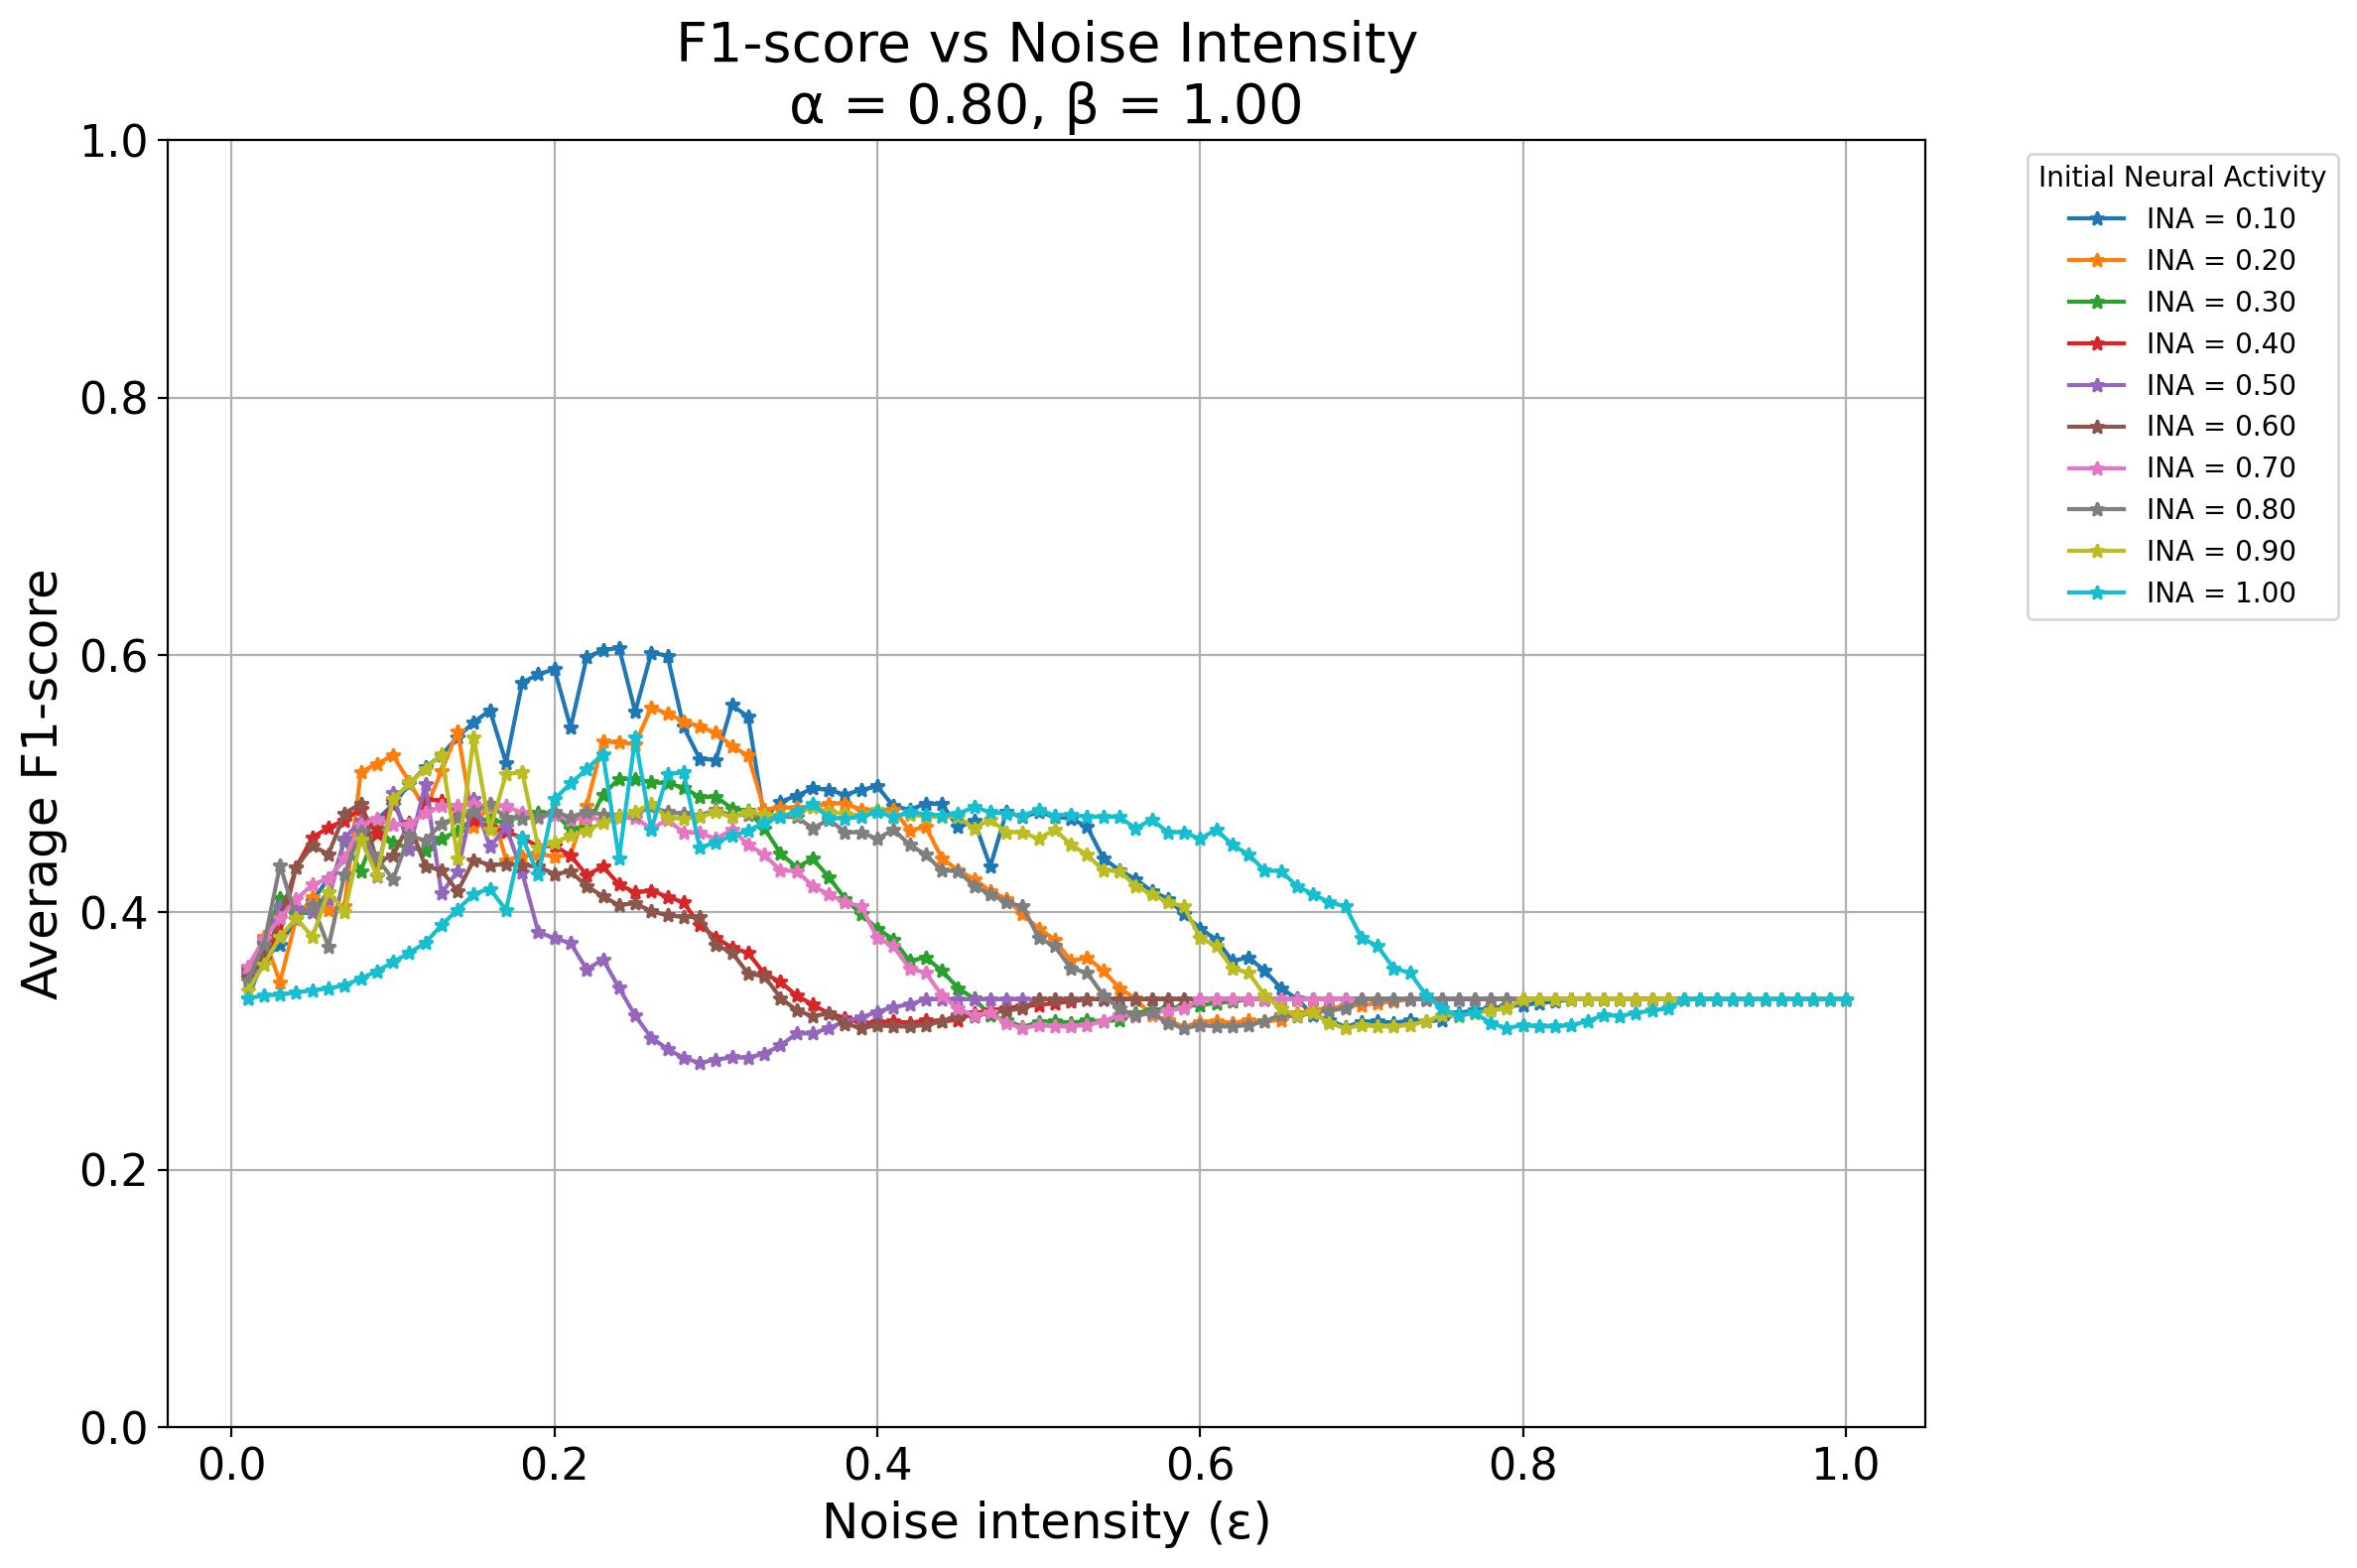 F1-score vs Noise Intensity
α = 0.80, β = 1.00
Average F1-score
1.0
0.8
0.6
0.4
0.2
0.0
0.0 0.2 0.4 0.6 0.8 1.0
Noise intensity (ε)
Initial Neural Activity
INA = 0.10
INA = 0.20
INA = 0.30
INA = 0.40
INA = 0.50
INA = 0.60
INA = 0.70
INA = 0.80
INA = 0.90
INA = 1.00